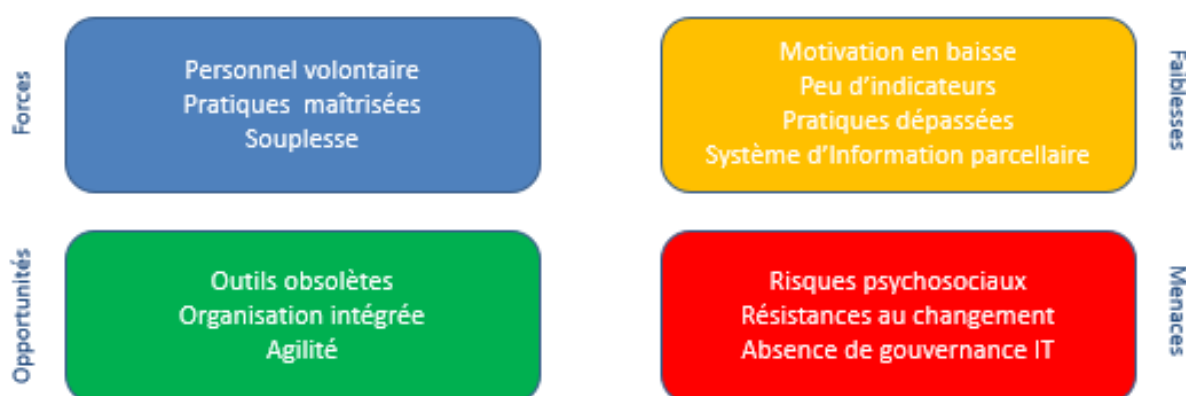 Forces
Personnel volontaire
Pratiques maîtrisées
Souplesse
Motivation en baisse
Peu d'indicateurs
Pratiques dépassées
Système d'Information parcellaire
Faiblesses
Opportunités
Outils obsolètes
Organisation intégrée
Agilité
Risques psychosociaux
Résistances au changement
Absence de gouvernance IT
Menaces